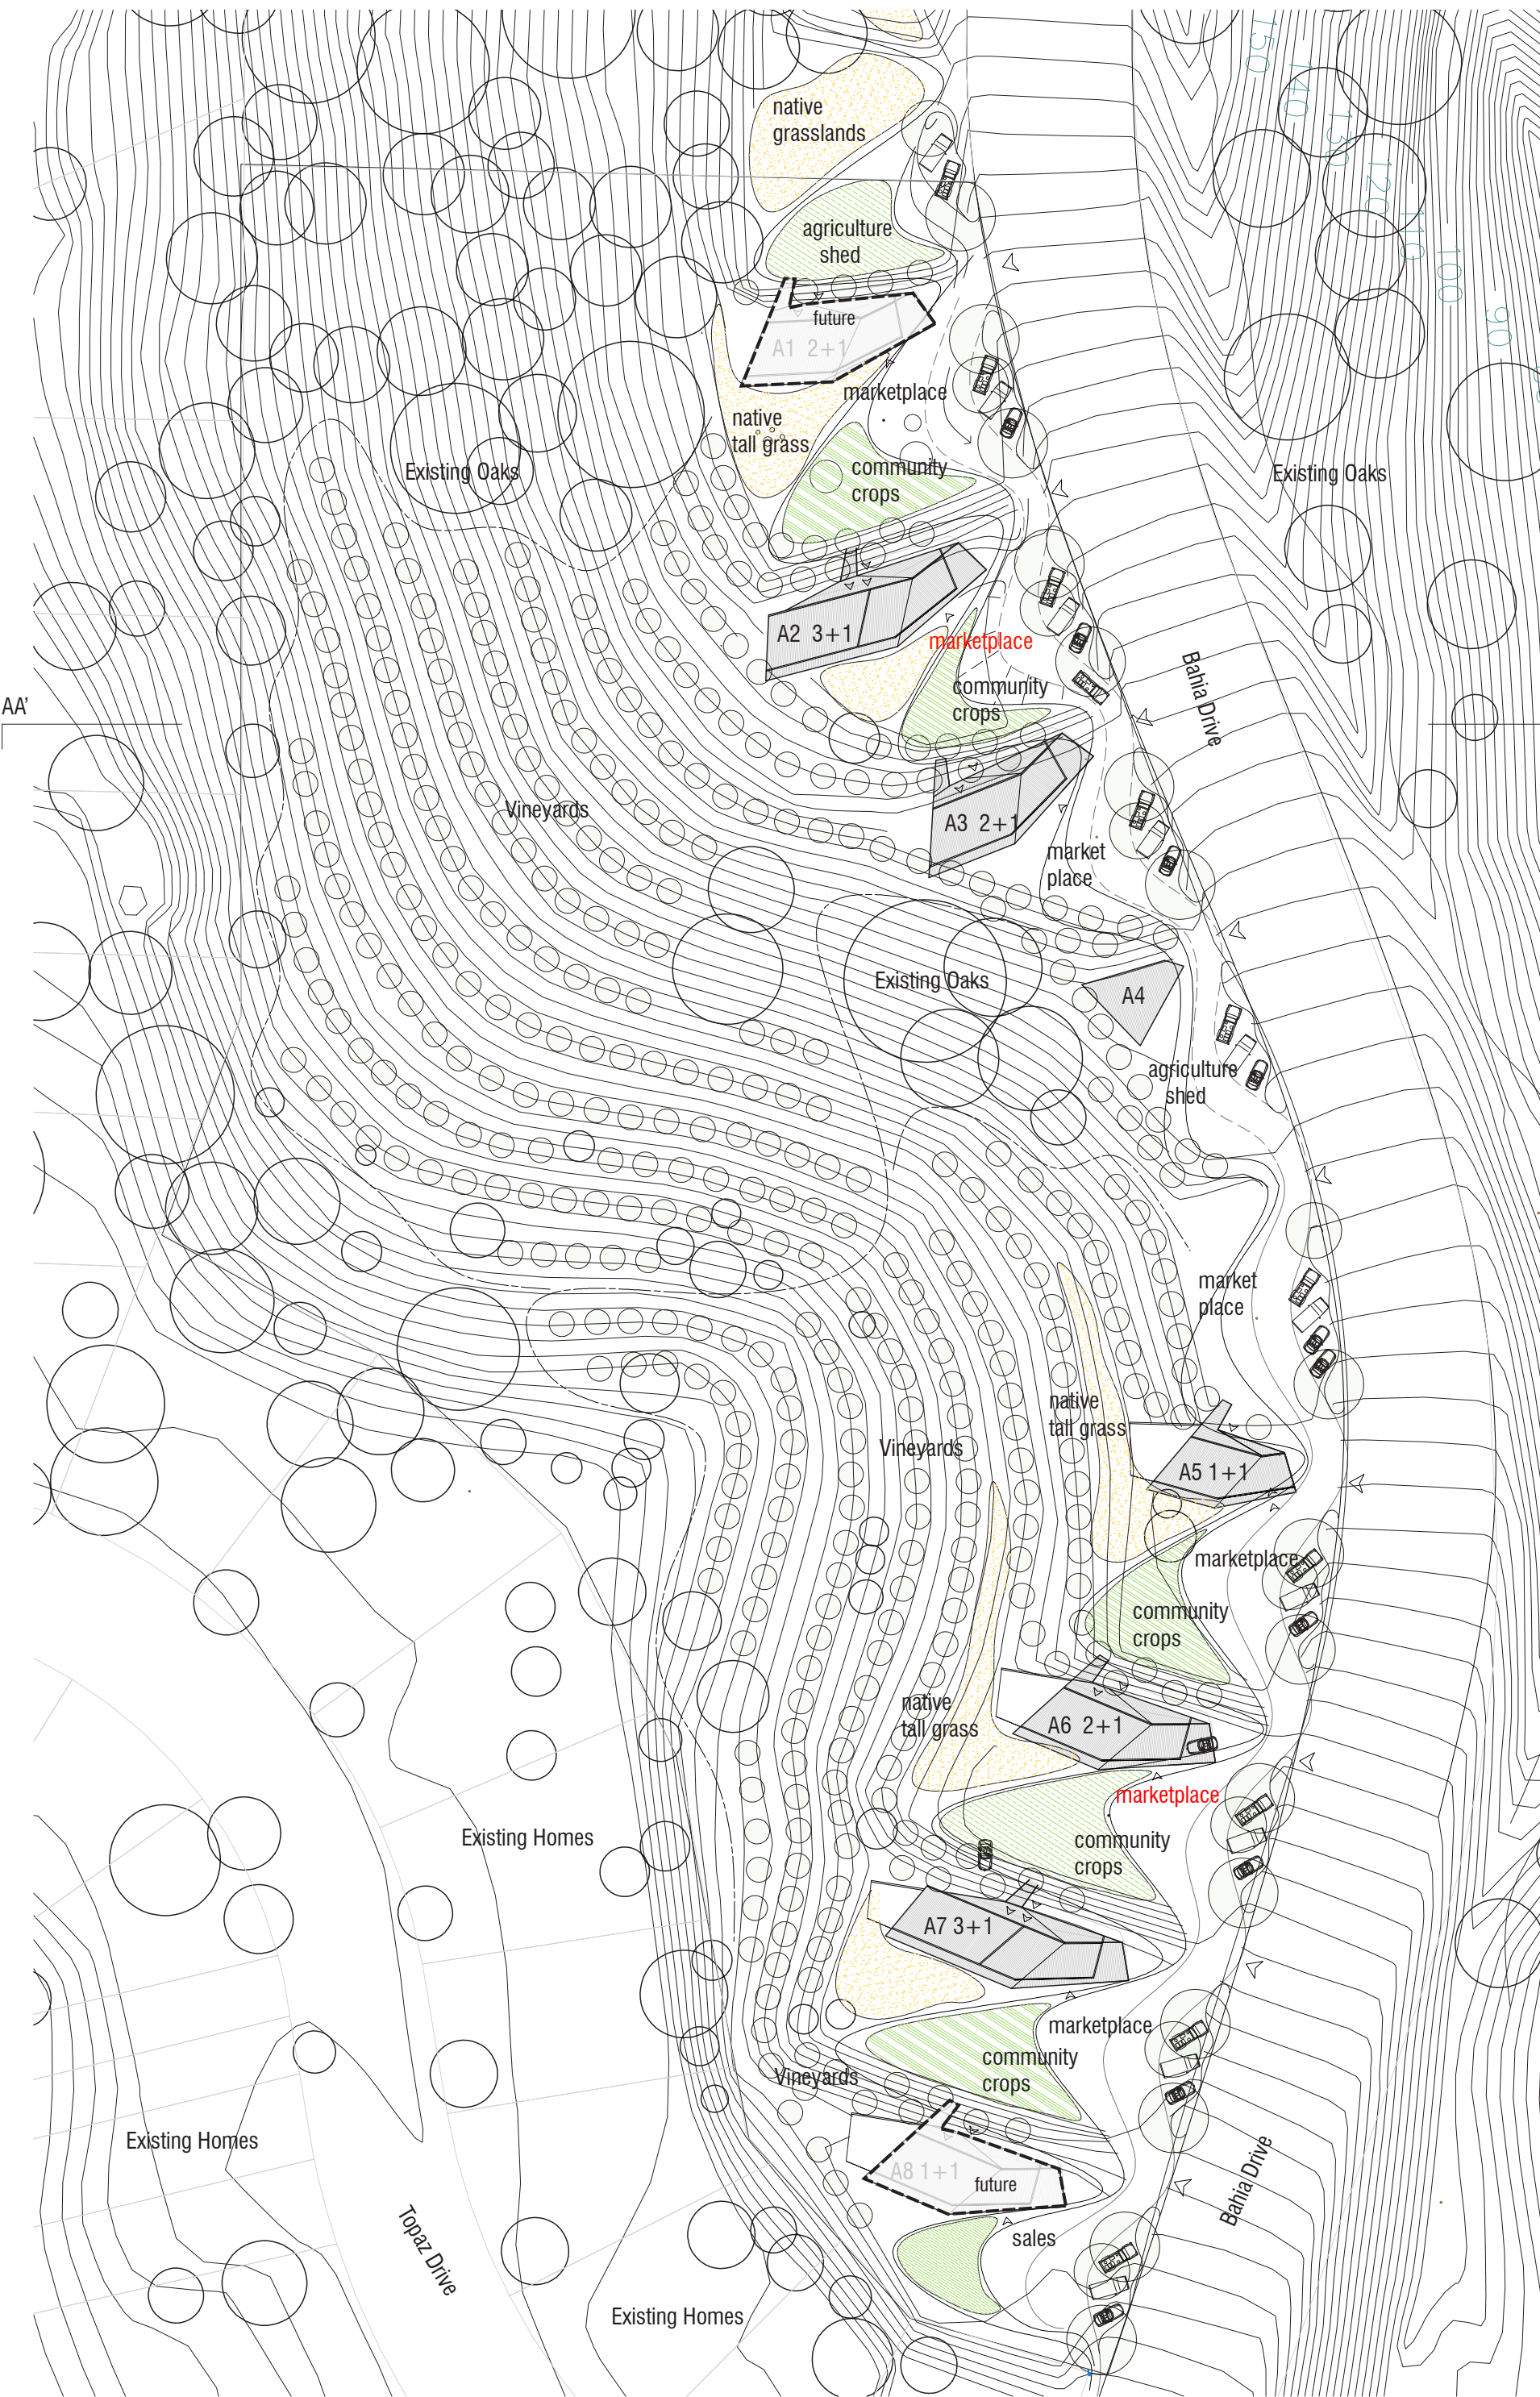 150
140
130
120
110
100
90
native
grasslands
agriculture
shed
future
A1 2+1
marketplace
native
tall grass
community
crops
Existing Oaks
Existing Oaks
A2 3+1
marketplace
community
crops
Bahia Drive
AA'
Vineyards
A3 2+1
market
place
Existing Oaks
A4
agriculture
shed
market
place
native
tall grass
Vineyards
A5 1+1
marketplace
community
crops
native
tall grass
A6 2+1
marketplace
Existing Homes
community
crops
A7 3+1
marketplace
community
crops
Vineyards
Existing Homes
A8 1+1
future
Bahia Drive
Topaz Drive
sales
Existing Homes